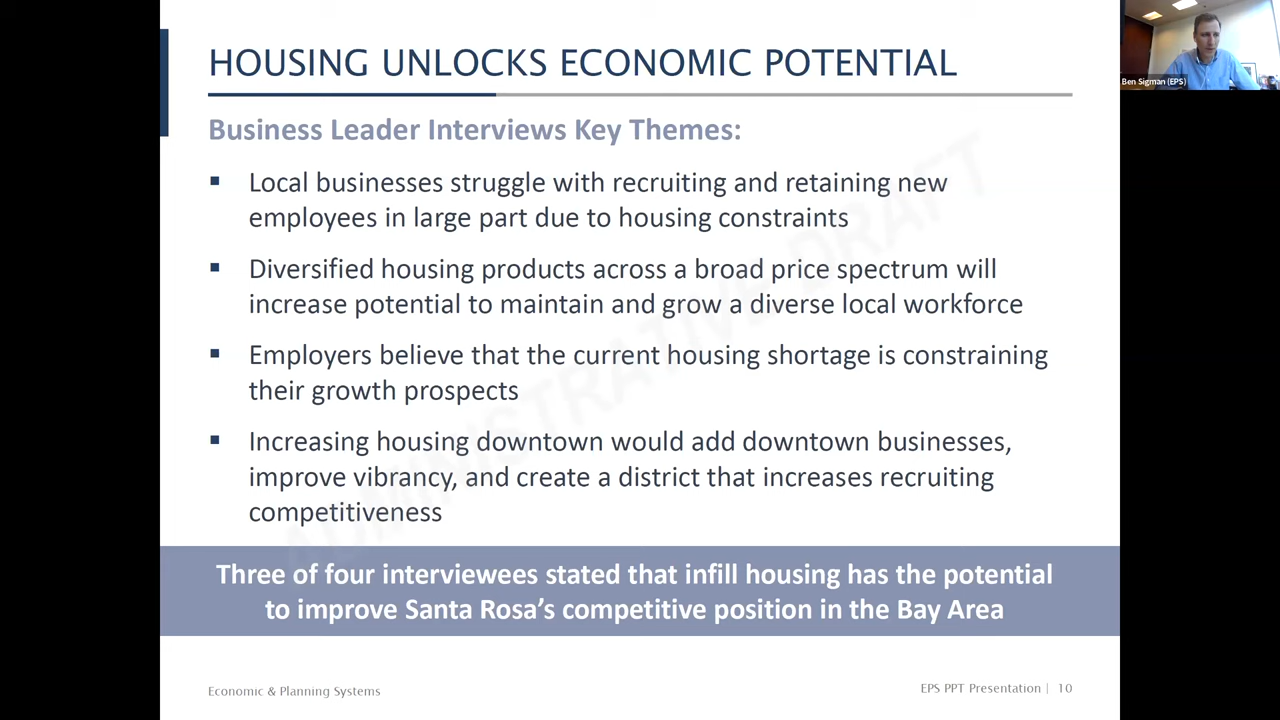 HOUSING UNLOCKS ECONOMIC POTENTIAL
Ben Sigman (EPS)
Business Leader Interviews Key Themes:
▪ Local businesses struggle with recruiting and retaining new
employees in large part due to housing constraints
▪ Diversified housing products across a broad price spectrum will
increase potential to maintain and grow a diverse local workforce
▪ Employers believe that the current housing shortage is constraining
their growth prospects
▪ Increasing housing downtown would add downtown businesses,
improve vibrancy, and create a district that increases recruiting
competitiveness
ADMINISTRATIVE DRAFT
Three of four interviewees stated that infill housing has the potential
to improve Santa Rosa’s competitive position in the Bay Area
Economic & Planning Systems
EPS PPT Presentation | 10